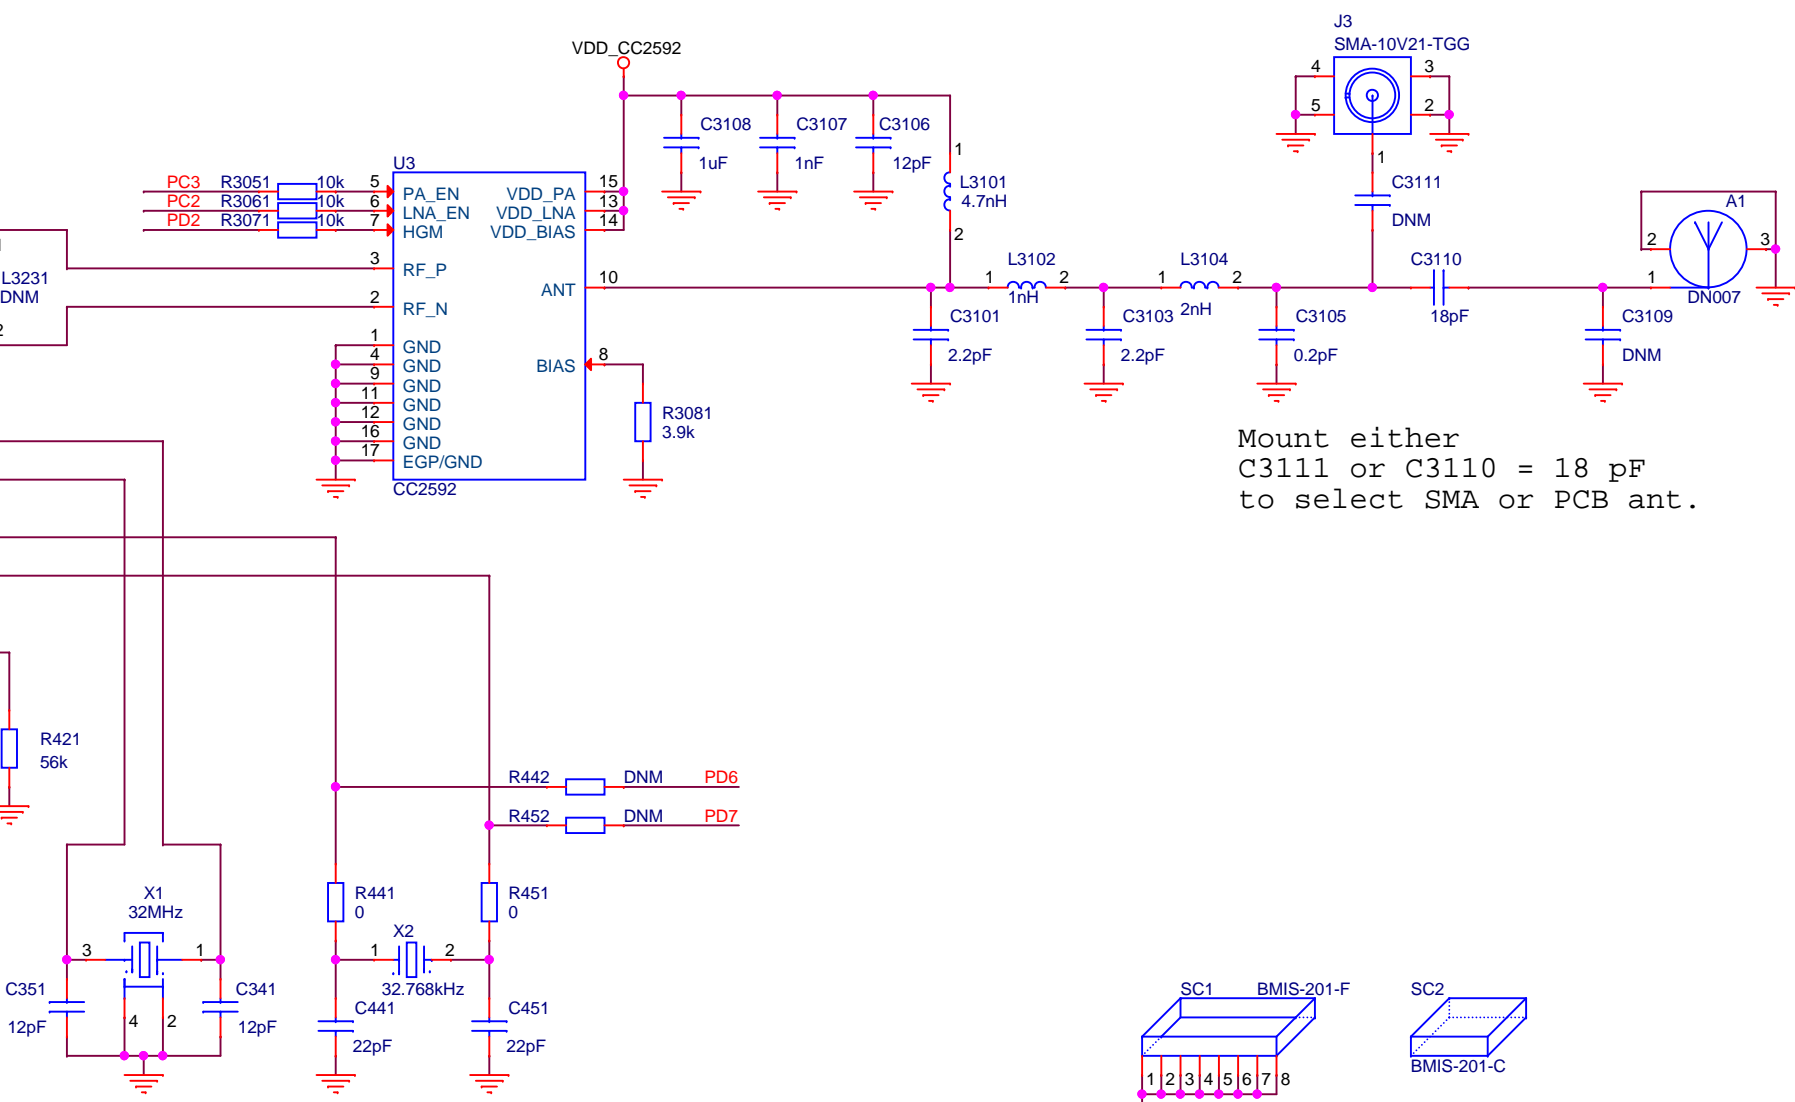 J3
SMA-10V21-TGG
VDD_CC2592
4 3
5 2
1
C3108 C3107 C3106
1uF 1nF 12pF
1
L3101
4.7nH
2
U3
PC3 R3051 10k 5 PA_EN VDD_PA 15
PC2 R3061 10k 6 LNA_EN VDD_LNA 13
PD2 R3071 10k 7 HGM VDD_BIAS 14
C3111
DNM
A1
2 3
1
DN007
3 RF_P
2 RF_N
L3231
DNM
2
ANT 10
1 L3102 2
1nH
1 L3104 2
2nH
C3110
18pF
C3101
2.2pF
C3103
2.2pF
C3105
0.2pF
C3109
DNM
1 GND
4 GND
9 GND
11 GND
12 GND
16 GND
17 EGP/GND
BIAS 8
R3081
3.9k
CC2592
Mount either
C3111 or C3110 = 18 pF
to select SMA or PCB ant.
R421
56k
R442 DNM PD6
R452 DNM PD7
X1
32MHz
3 1
4 2
C351
12pF
C341
12pF
R441
0
R451
0
X2
1 2
32.768kHz
C441
22pF
C451
22pF
SC1 BMIS-201-F
1 2 3 4 5 6 7 8
SC2
BMIS-201-C